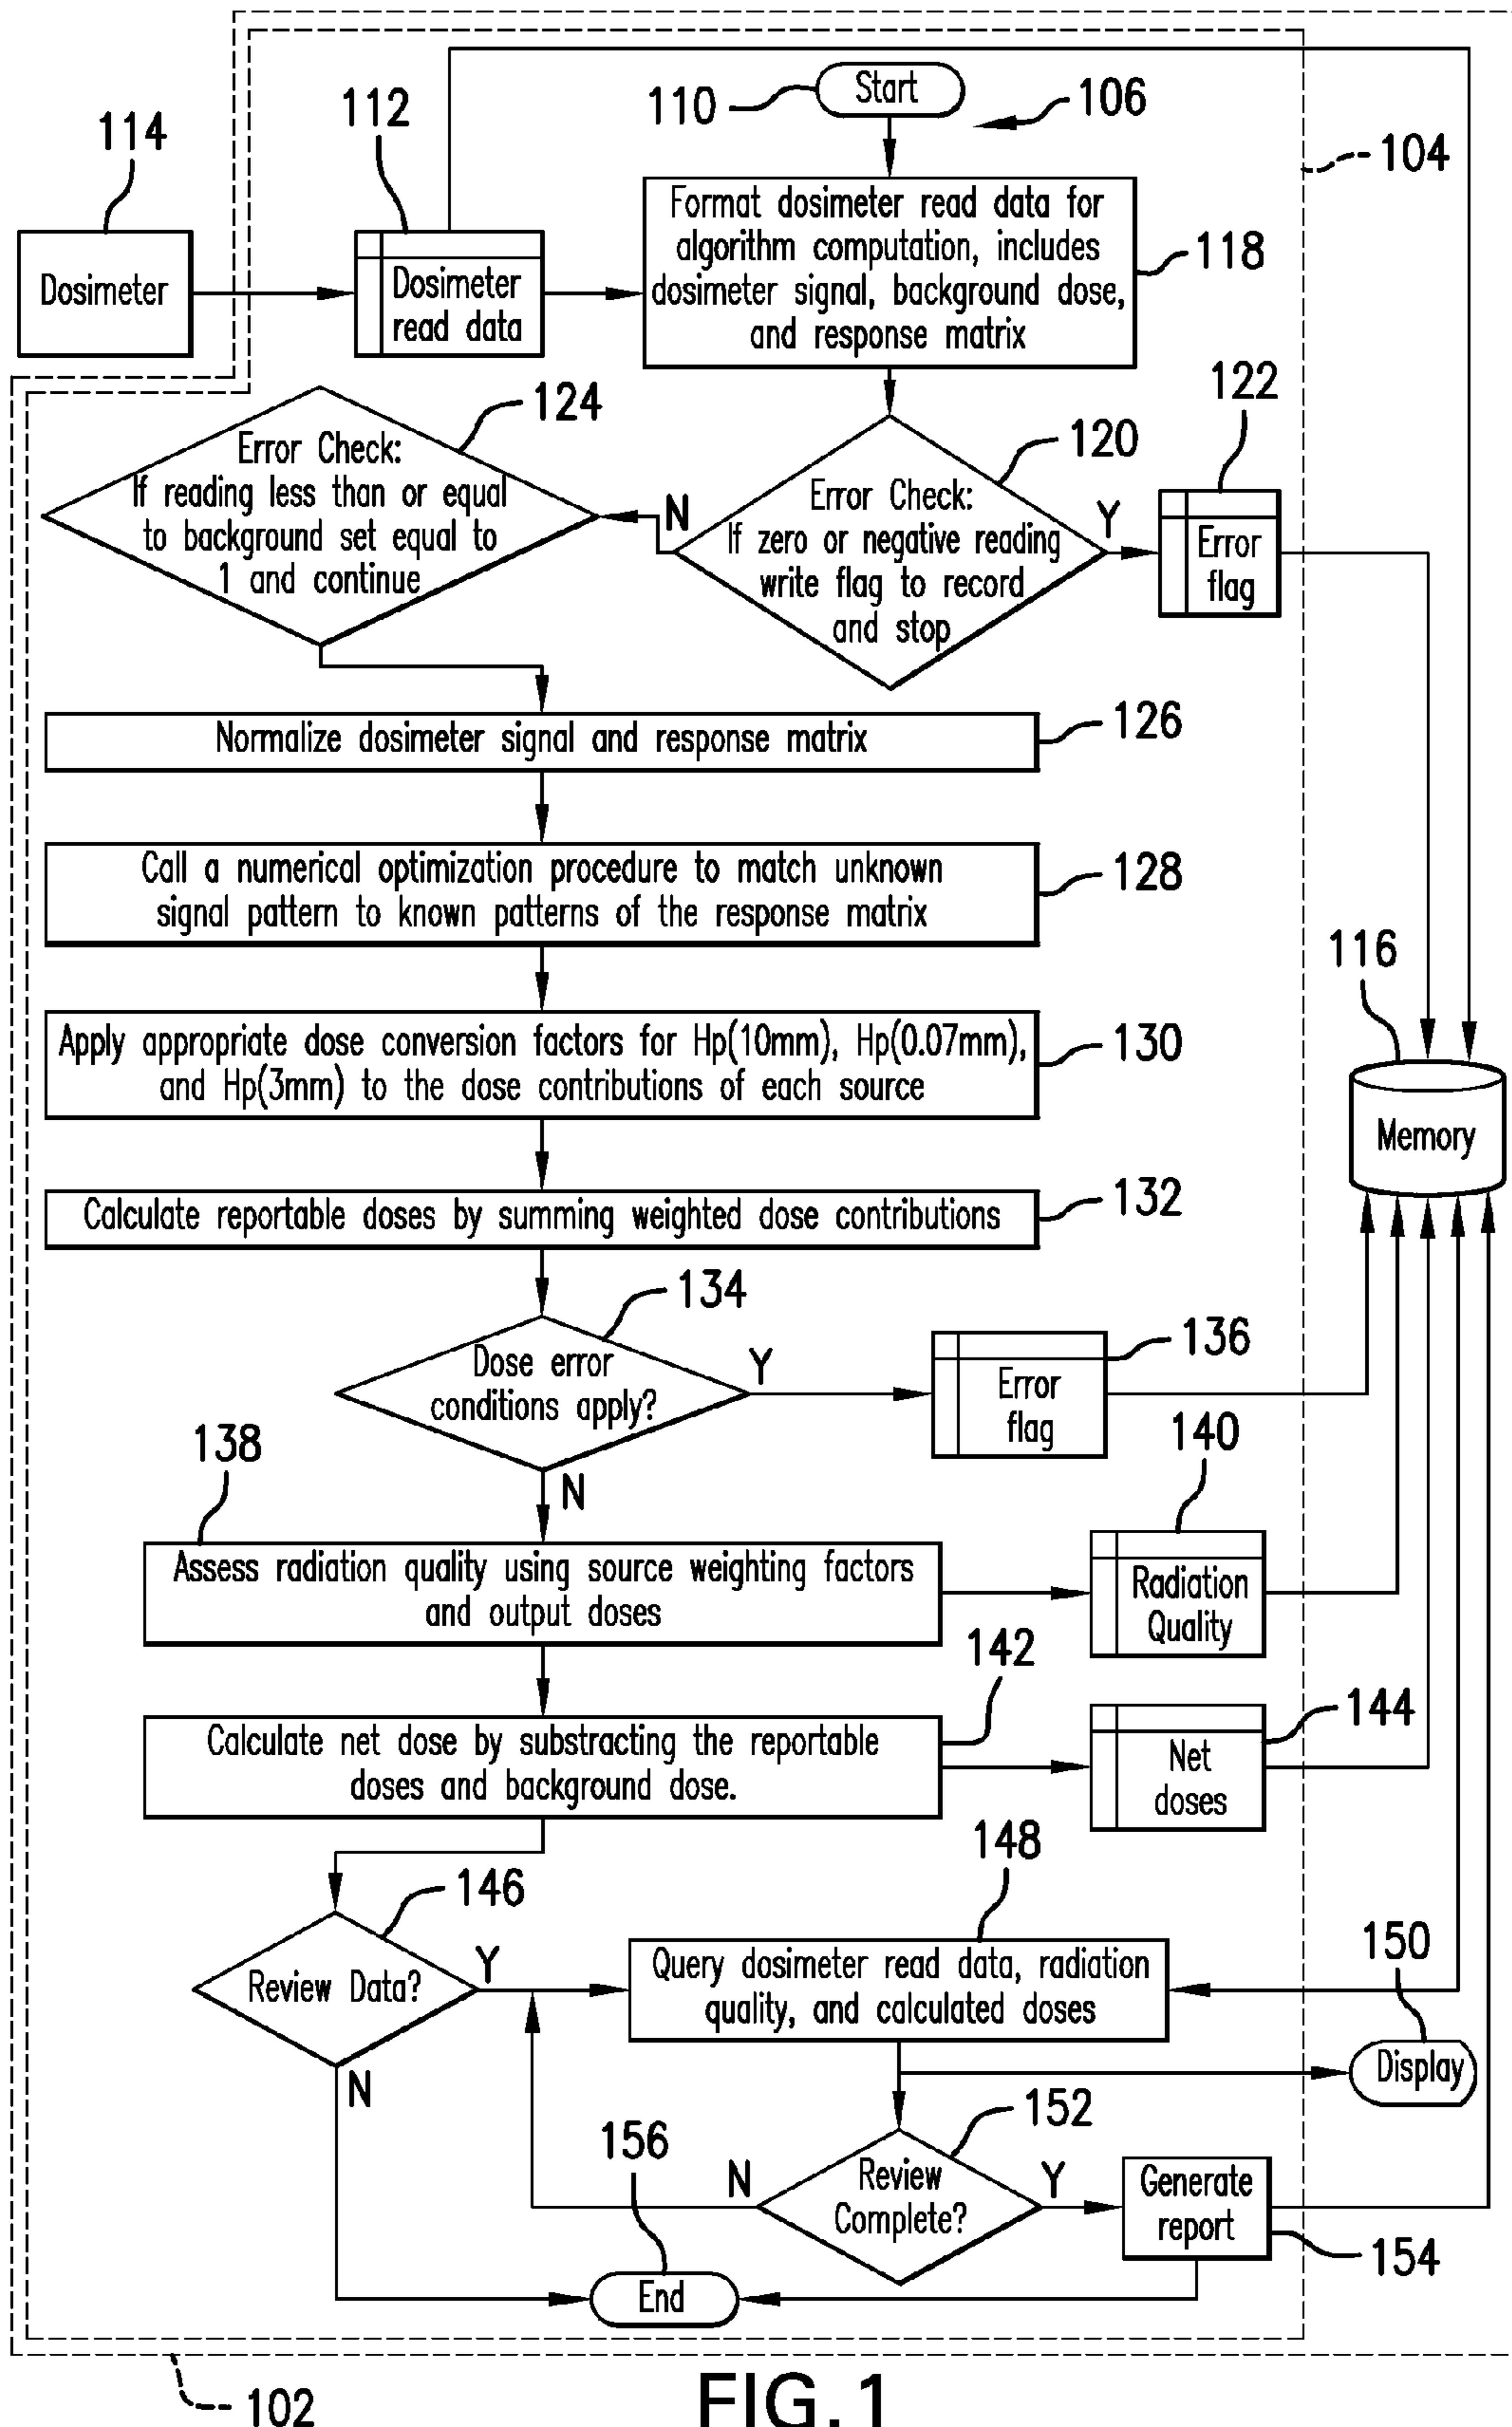 110
Start
106
114
112
104
Dosimeter
Dosimeter
read data
Format dosimeter read data for
algorithm computation, includes
dosimeter signal, background dose,
and response matrix
118
124
Error Check:
If reading less than or equal
to background set equal to
1 and continue
N
120
Error Check:
If zero or negative reading
write flag to record
and stop
Y
122
Error
flag
Normalize dosimeter signal and response matrix
126
Call a numerical optimization procedure to match unknown
signal pattern to known patterns of the response matrix
128
116
Memory
Apply appropriate dose conversion factors for Hp(10mm), Hp(0.07mm),
and Hp(3mm) to the dose contributions of each source
130
Calculate reportable doses by summing weighted dose contributions
132
134
Dose error
conditions apply?
Y
136
Error
flag
N
138
Assess radiation quality using source weighting factors
and output doses
140
Radiation
Quality
142
Calculate net dose by substracting the reportable
doses and background dose.
144
Net
doses
146
Review Data?
Y
148
Query dosimeter read data, radiation
quality, and calculated doses
150
Display
N
152
Review
Complete?
N
Y
Generate
report
154
156
End
102
FIG.1